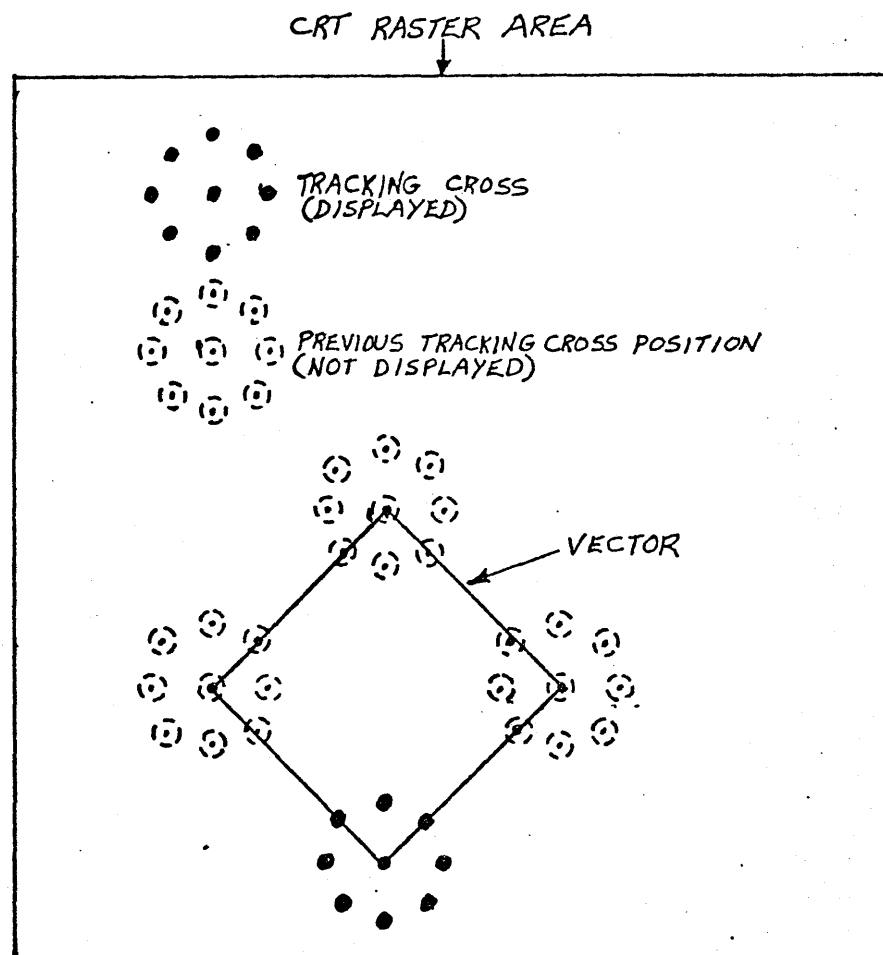 CRT RASTER AREA
TRACKING CROSS
(DISPLAYED)
PREVIOUS TRACKING CROSS POSITION
(NOT DISPLAYED)
VECTOR